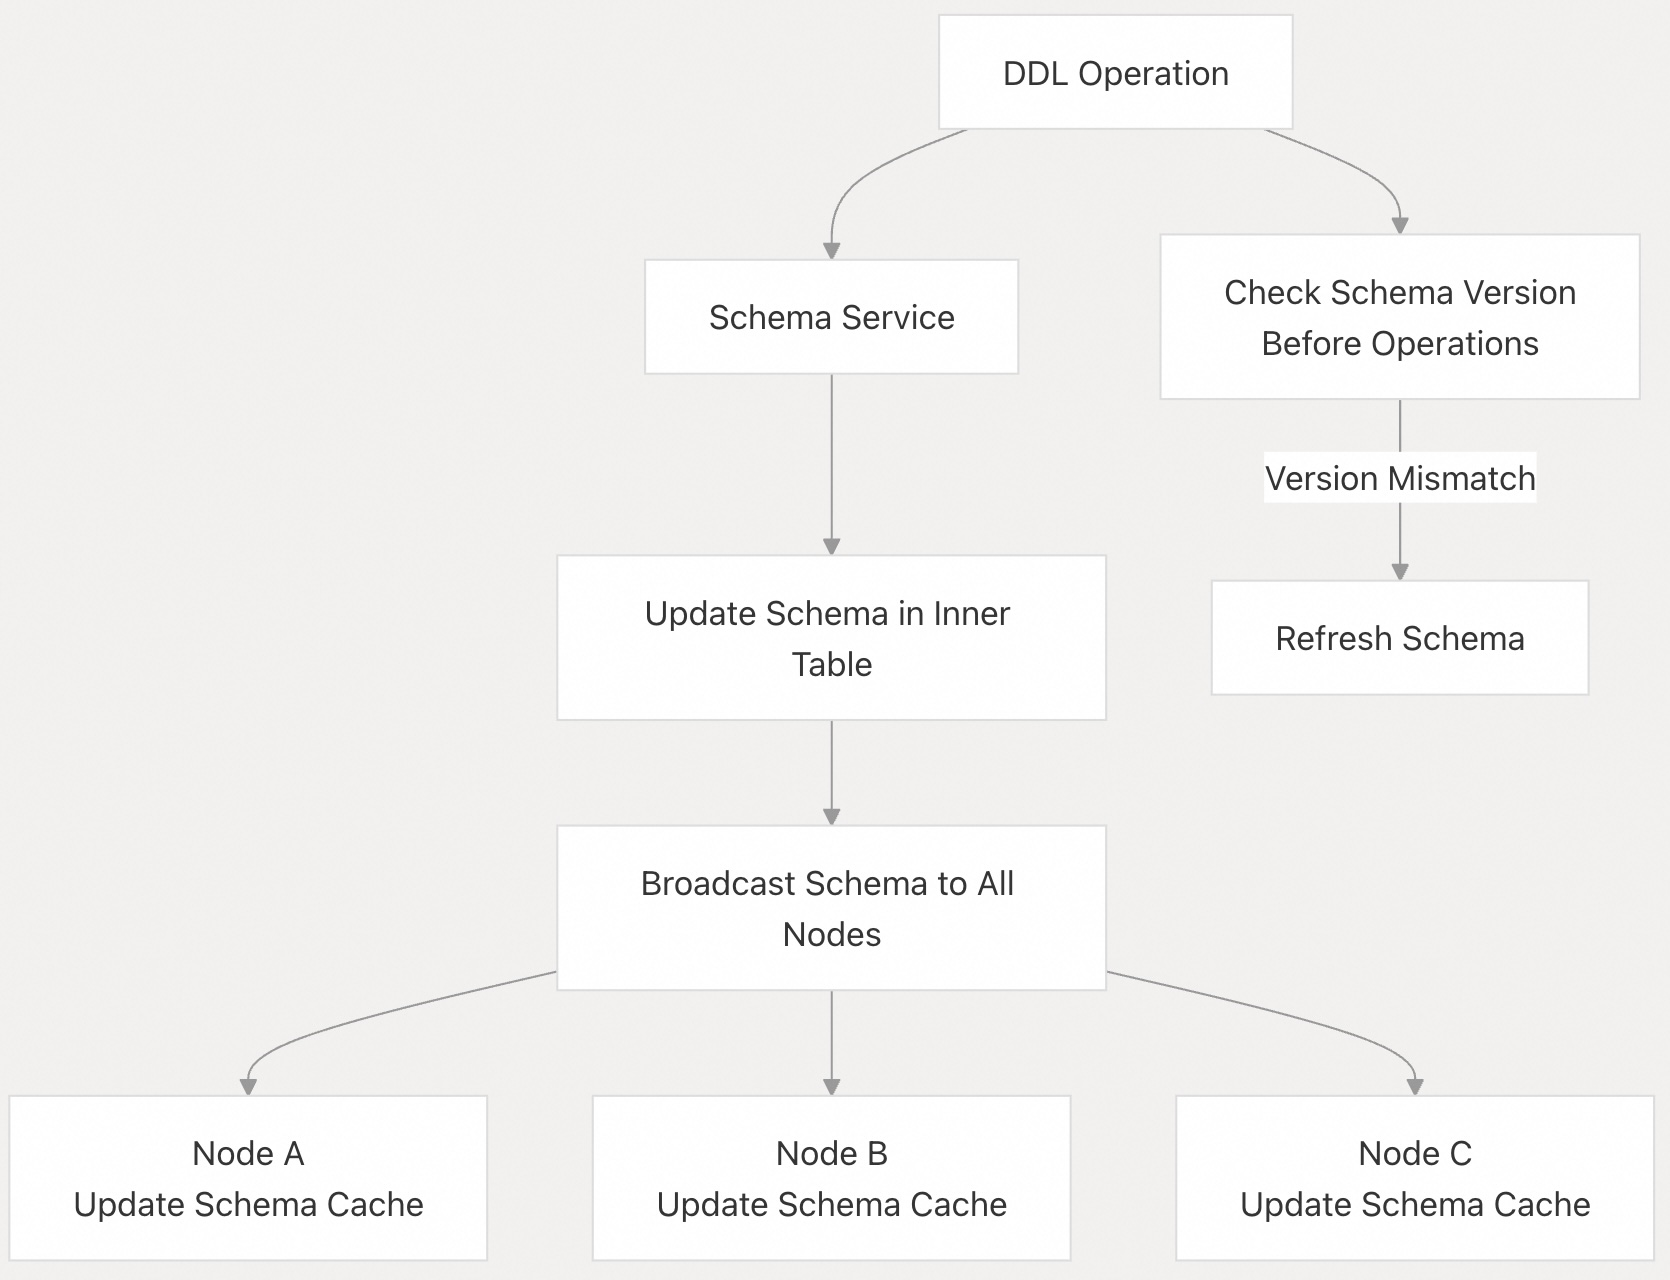 DDL Operation
Schema Service
Check Schema Version
Before Operations
Version Mismatch
Update Schema in Inner
Table
Refresh Schema
Broadcast Schema to All
Nodes
Node A
Update Schema Cache
Node B
Update Schema Cache
Node C
Update Schema Cache